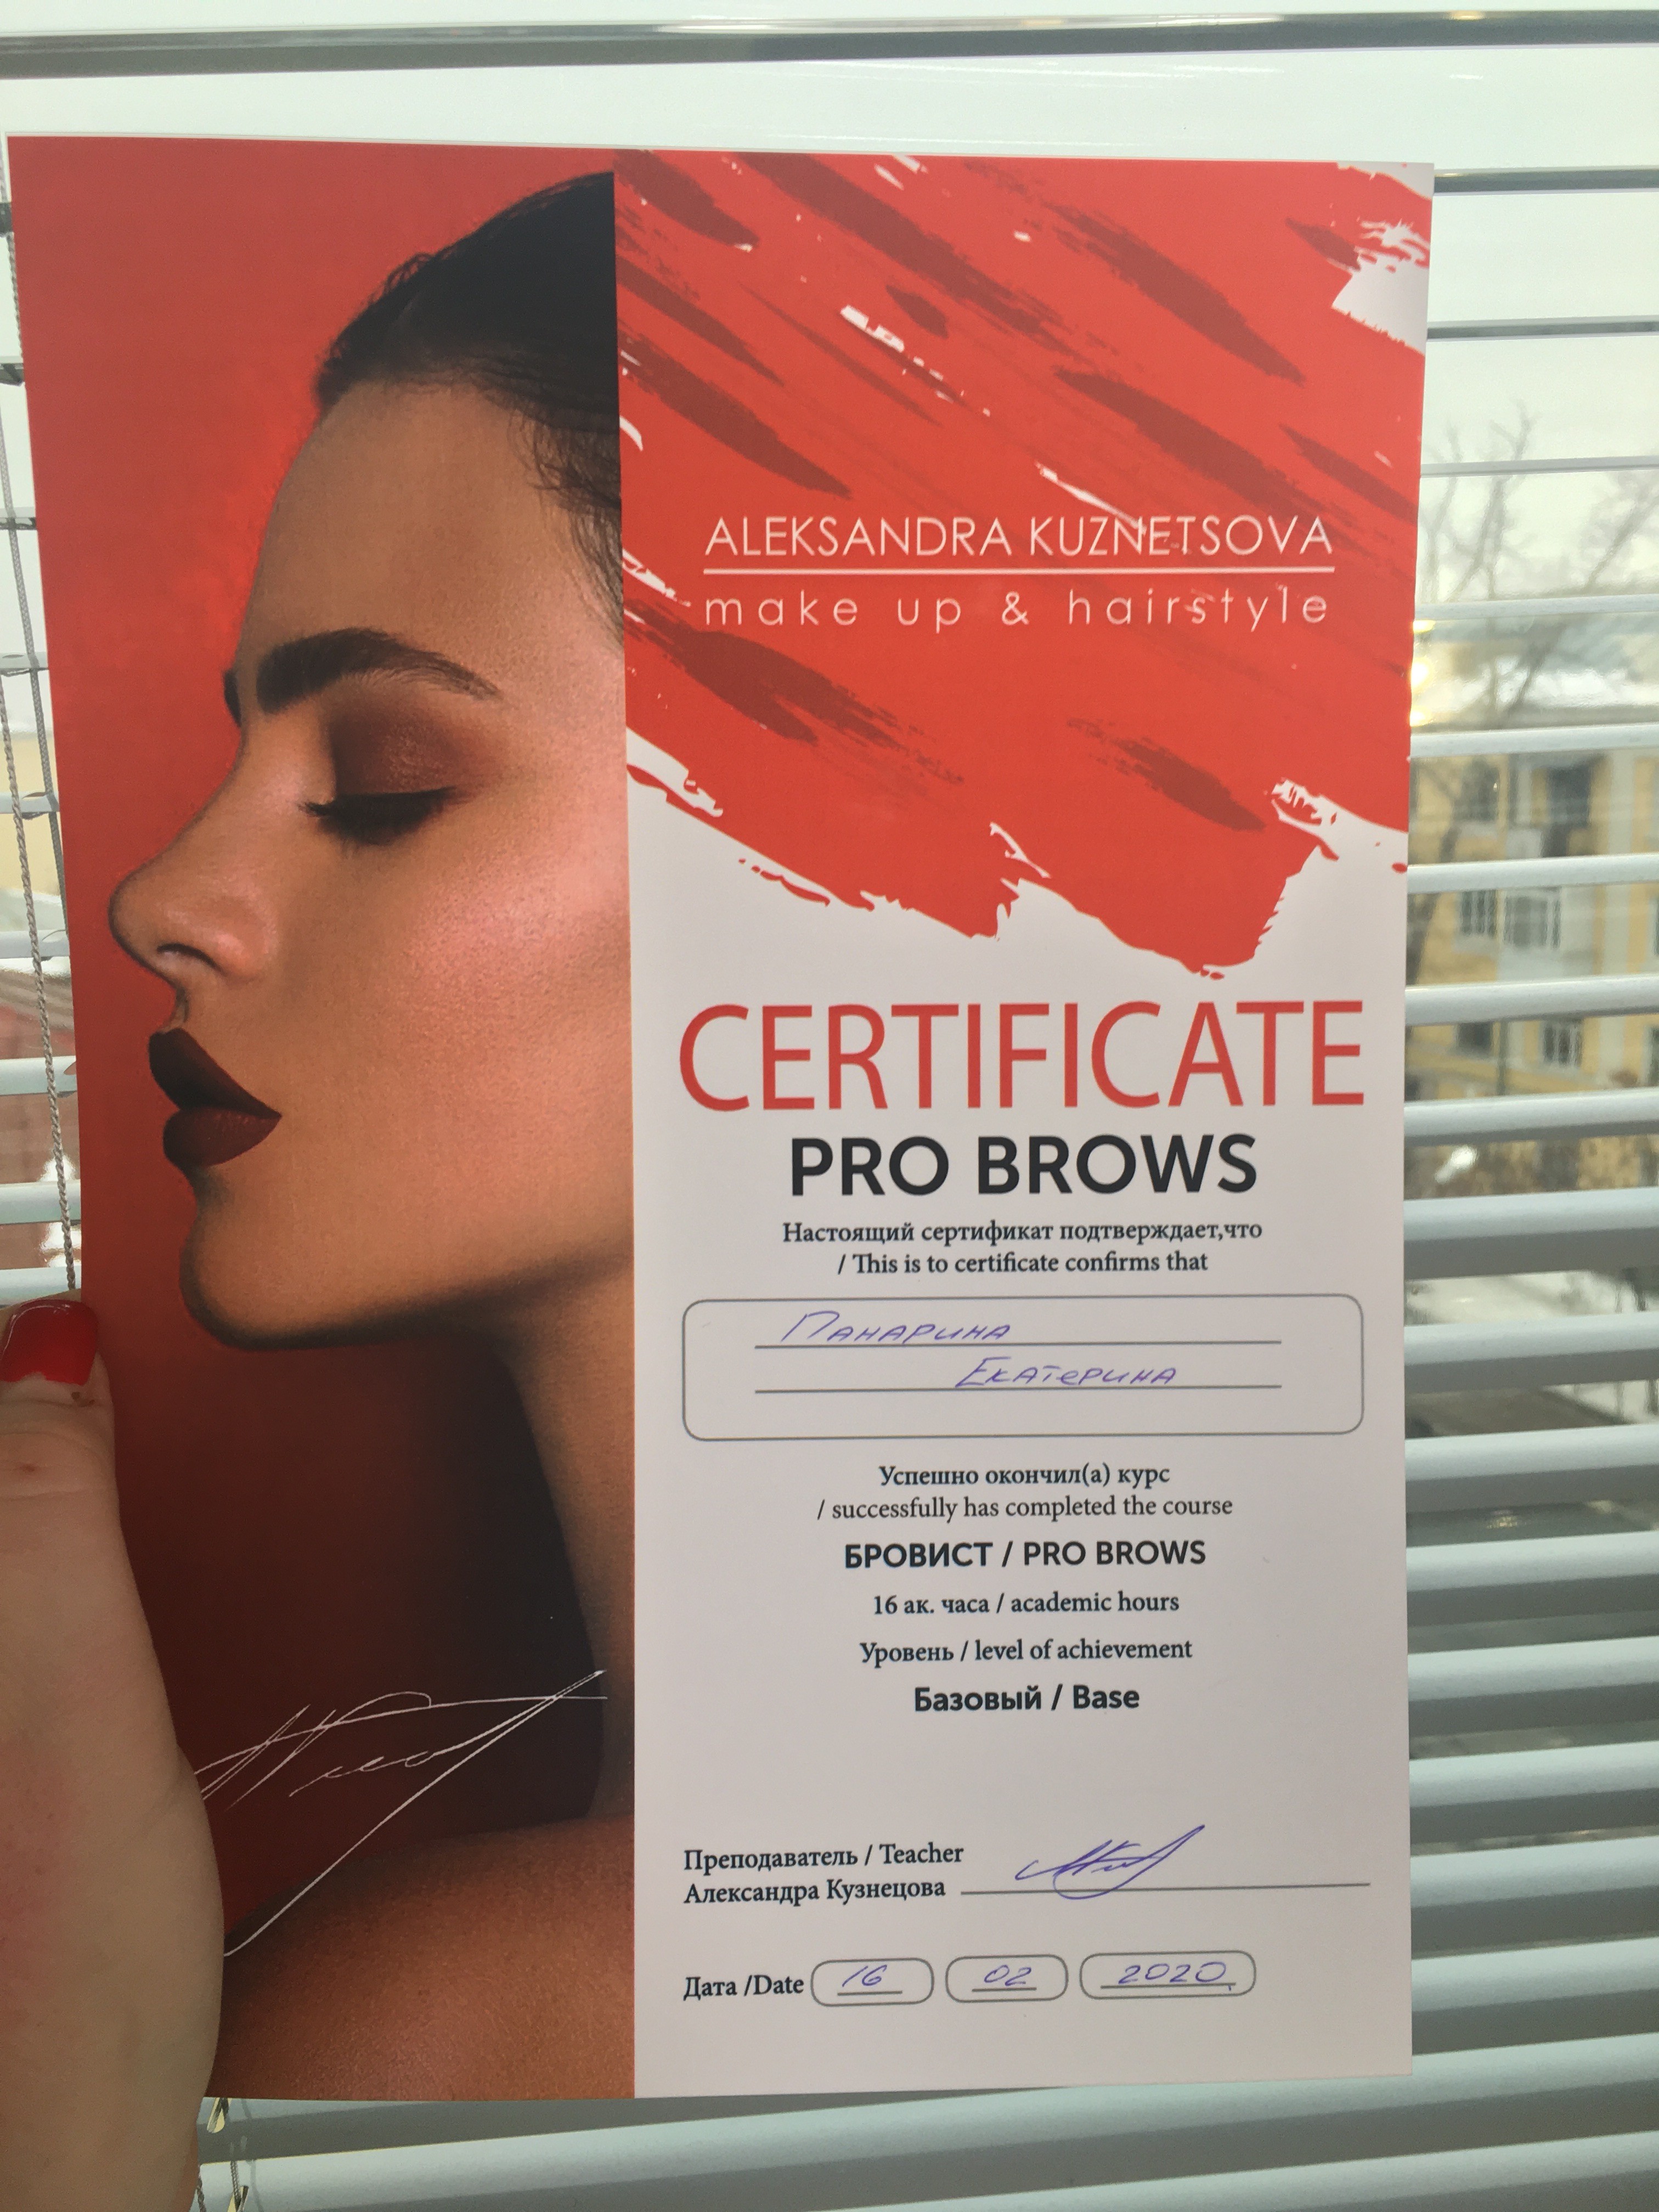 ALEKSANDRA KUZNETSOVA
make up & hairstyle
CERTIFICATE
PRO BROWS
Настоящий сертификат подтверждает,что
/ This is to certificate confirms that
Панарина
Екатерина
Успешно окончил(а) курс
/ successfully has completed the course
БРОВИСТ / PRO BROWS
16 ак. часа / academic hours
Уровень / level of achievement
Базовый / Base
Преподаватель / Teacher
Александра Кузнецова
Дата /Date 16 02 2020